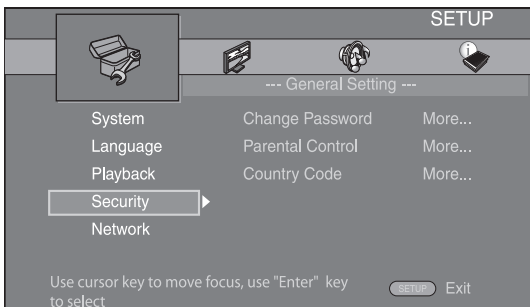 SETUP
--- General Setting ---
System Change Password More...
Language Parental Control More...
Playback Country Code More...
Security
Network
Use cursor key to move focus, use "Enter" key
to select
SETUP Exit